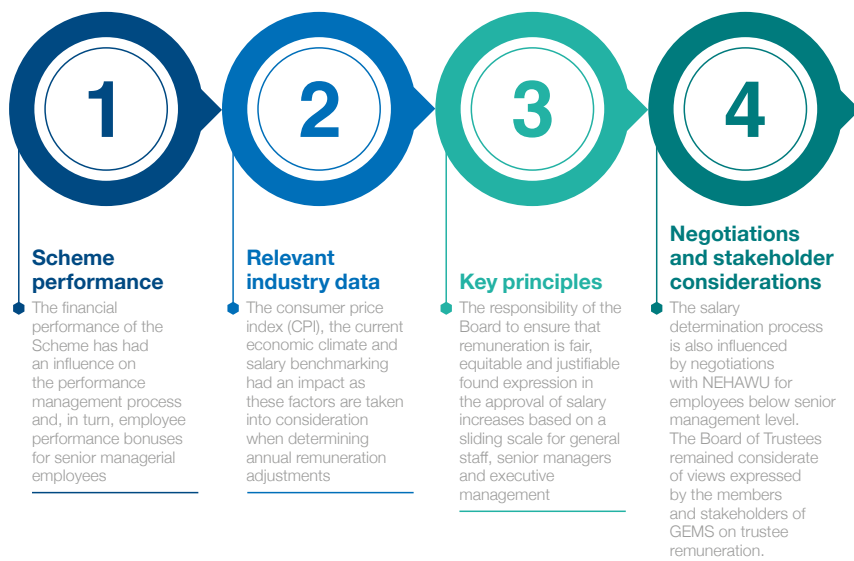 1
2
3
4
Scheme
performance
The financial
performance of the
Scheme has had
an influence on
the performance
management process
and, in turn, employee
performance bonuses
for senior managerial
employees
Relevant
industry data
The consumer price
index (CPI), the current
economic climate and
salary benchmarking
had an impact as
these factors are taken
into consideration
when determining
annual remuneration
adjustments
Key principles
The responsibility of the
Board to ensure that
remuneration is fair,
equitable and justifiable
found expression in
the approval of salary
increases based on a
sliding scale for general
staff, senior managers
and executive
management
Negotiations
and stakeholder
considerations
The salary
determination process
is also influenced
by negotiations
with NEHAWU for
employees below senior
management level.
The Board of Trustees
remained considerate
of views expressed
by the members
and stakeholders of
GEMS on trustee
remuneration.